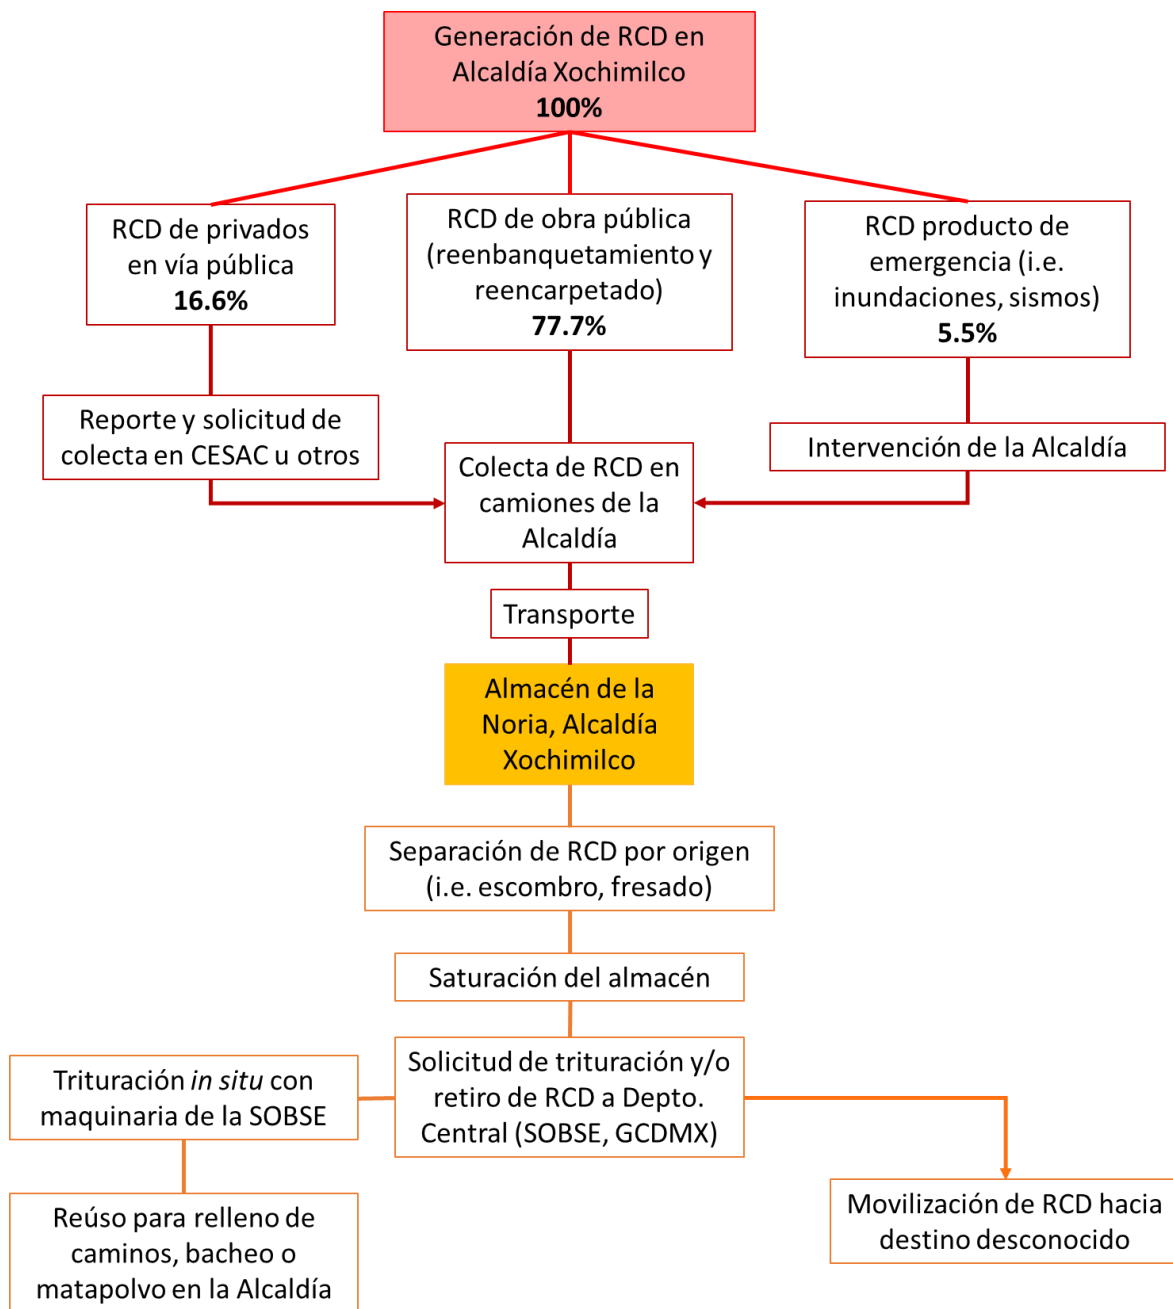 Generación de RCD en
Alcaldía Xochimilco
100%
RCD de privados
en vía pública
16.6%
RCD de obra pública
(reenbanquetamiento y
reencarpetado)
77.7%
RCD producto de
emergencia (i.e.
inundaciones, sismos)
5.5%
Reporte y solicitud de
colecta en CESAC u otros
Intervención de la Alcaldía
Colecta de RCD en
camiones de la
Alcaldía
Transporte
Almacén de la
Noria, Alcaldía
Xochimilco
Separación de RCD por origen
(i.e. escombro, fresado)
Saturación del almacén
Solicitud de trituración y/o
retiro de RCD a Depto.
Central (SOBSE, GCDMX)
Trituración in situ con
maquinaria de la SOBSE
Reúso para relleno de
caminos, bacheo o
matapolvo en la Alcaldía
Movilización de RCD hacia
destino desconocido